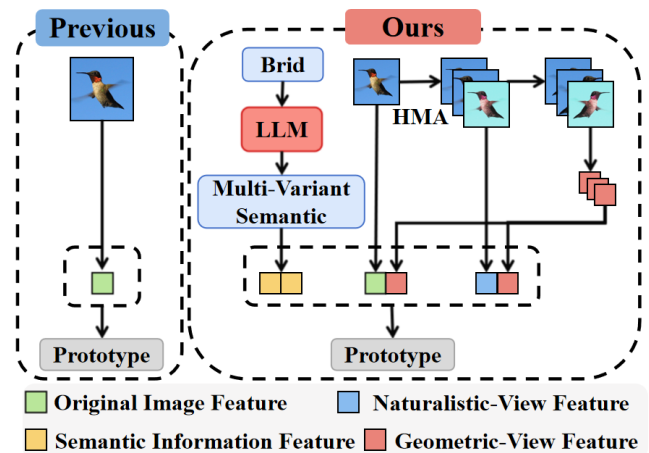 Previous
Ours
Brid
LLM
HMA
Multi-Variant
Semantic
Prototype
Prototype
Original Image Feature
Naturalistic-View Feature
Semantic Information Feature
Geometric-View Feature